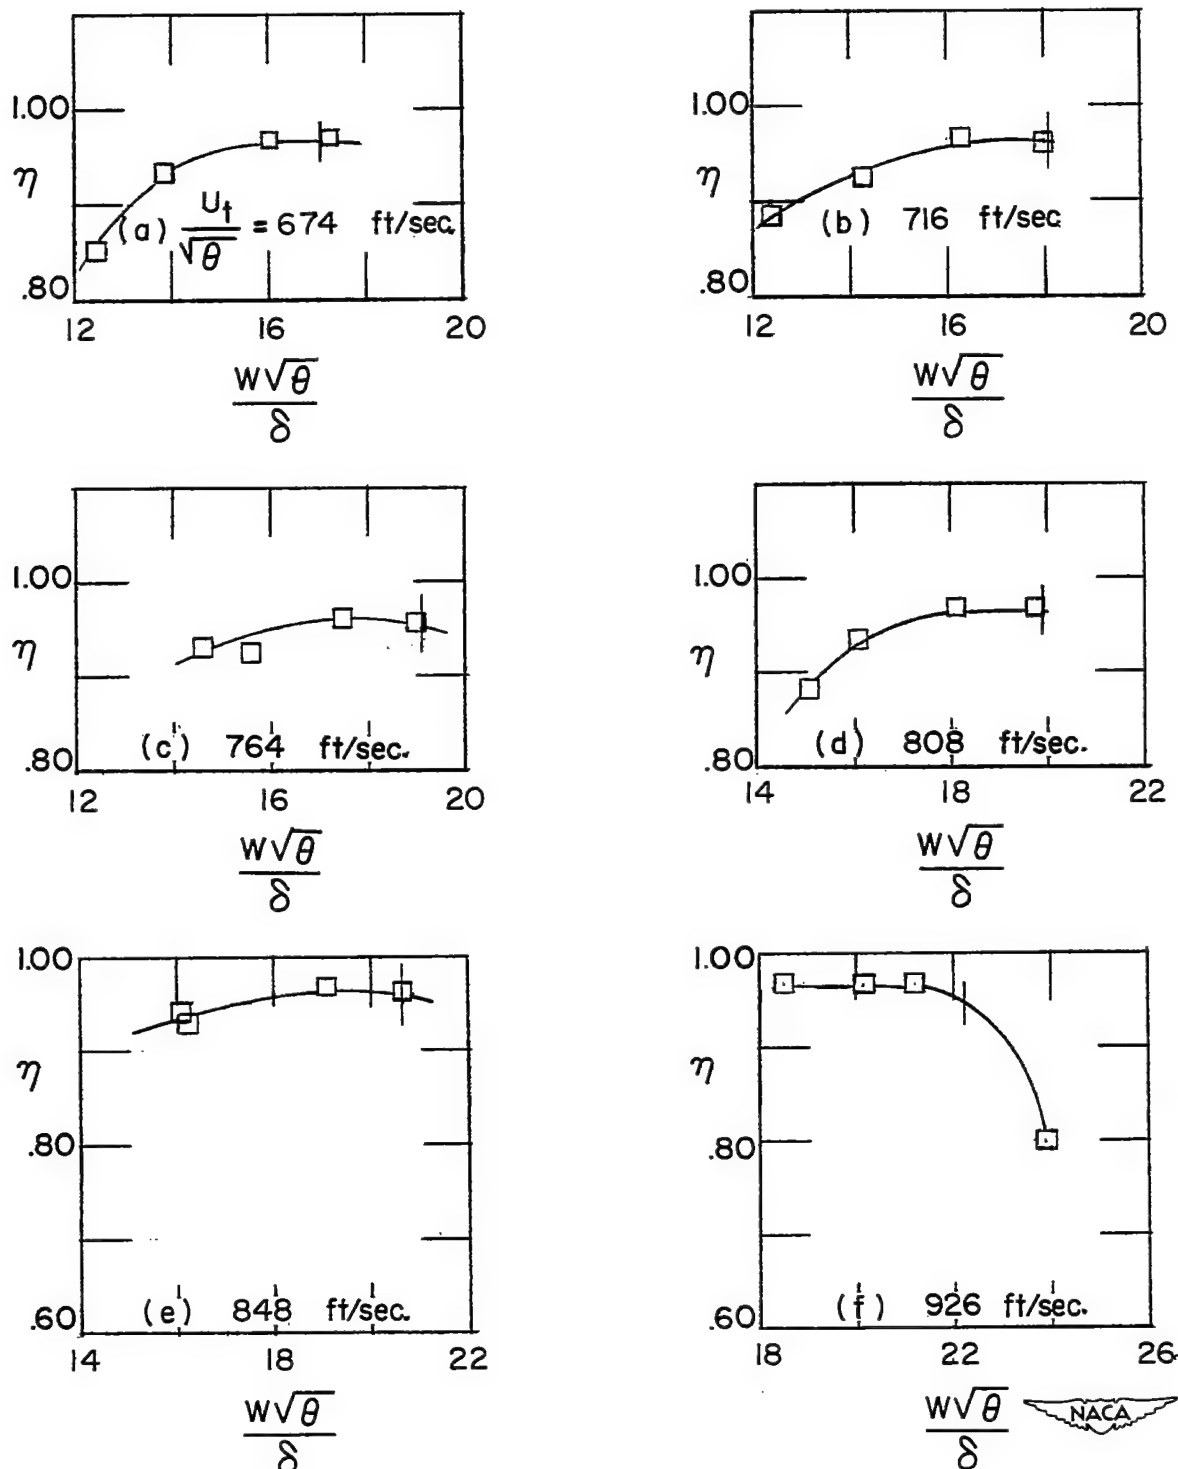 1.00
η
.80
(a) U_t/√θ = 674 ft/sec.
12 16 20
W√θ/δ
1.00
η
.80
(b) 716 ft/sec
12 16 20
W√θ/δ
1.00
η
.80
(c) 764 ft/sec.
12 16 20
W√θ/δ
1.00
η
.80
(d) 808 ft/sec.
14 18 22
W√θ/δ
1.00
η
.80
.60
(e) 848 ft/sec.
14 18 22
W√θ/δ
1.00
η
.80
.60
(f) 926 ft/sec.
18 22 26
W√θ/δ
NACA